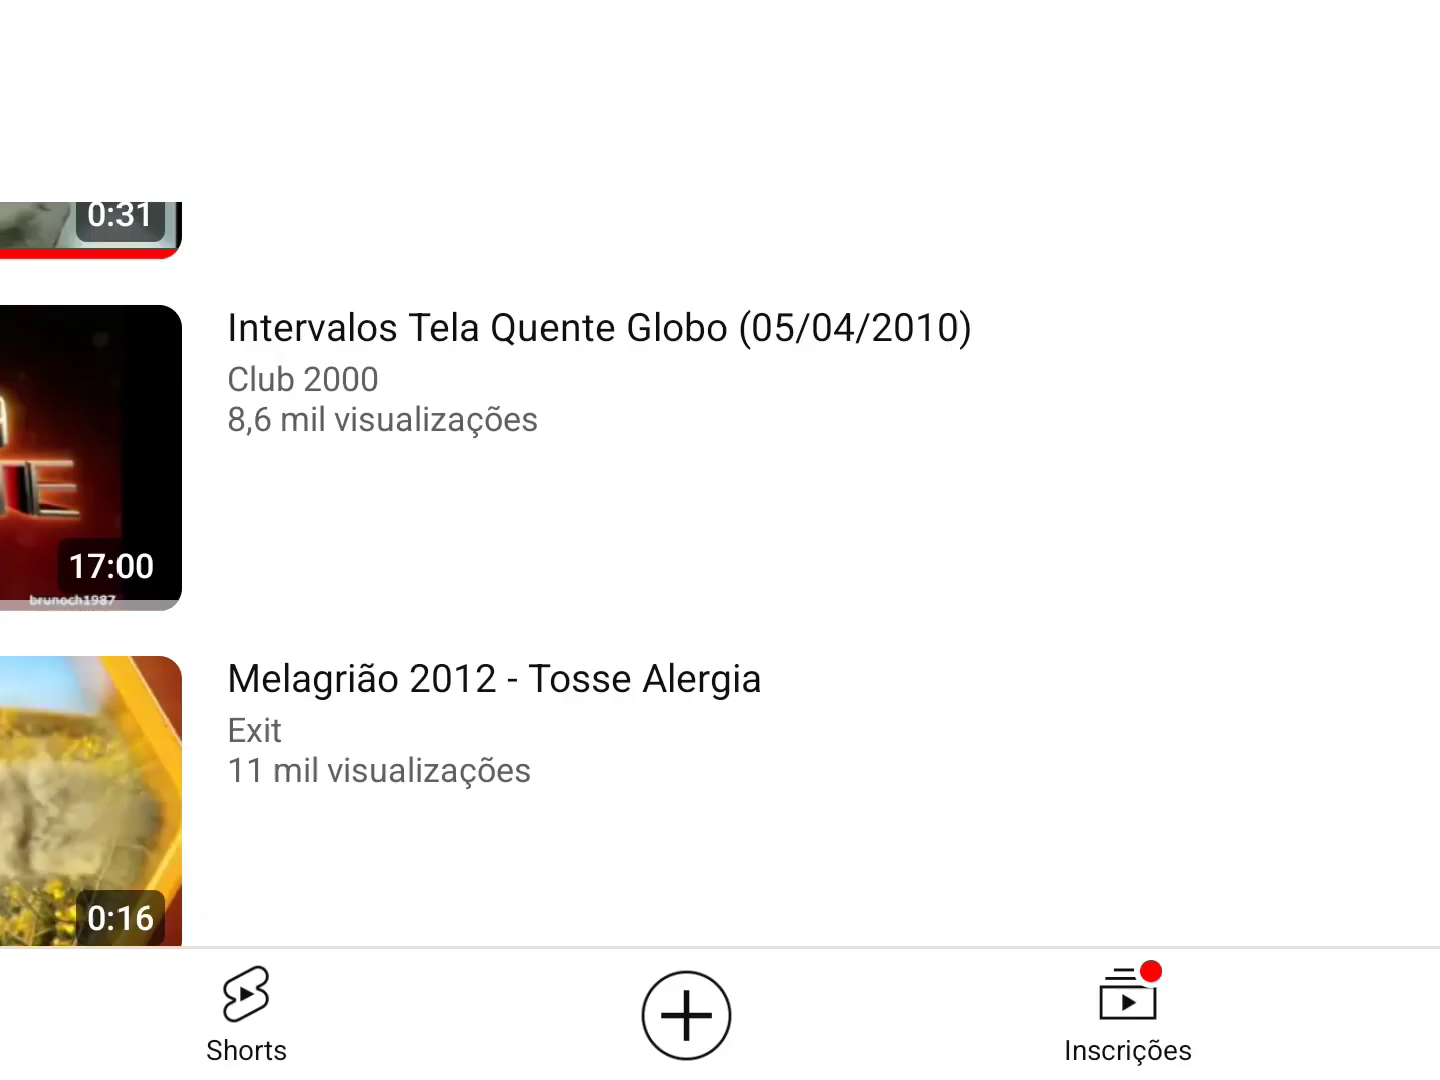 0:31
Intervalos Tela Quente Globo (05/04/2010)
Club 2000
8,6 mil visualizações
17:00
brunoch1987
Melagrião 2012 - Tosse Alergia
Exit
11 mil visualizações
0:16
Shorts
Inscrições